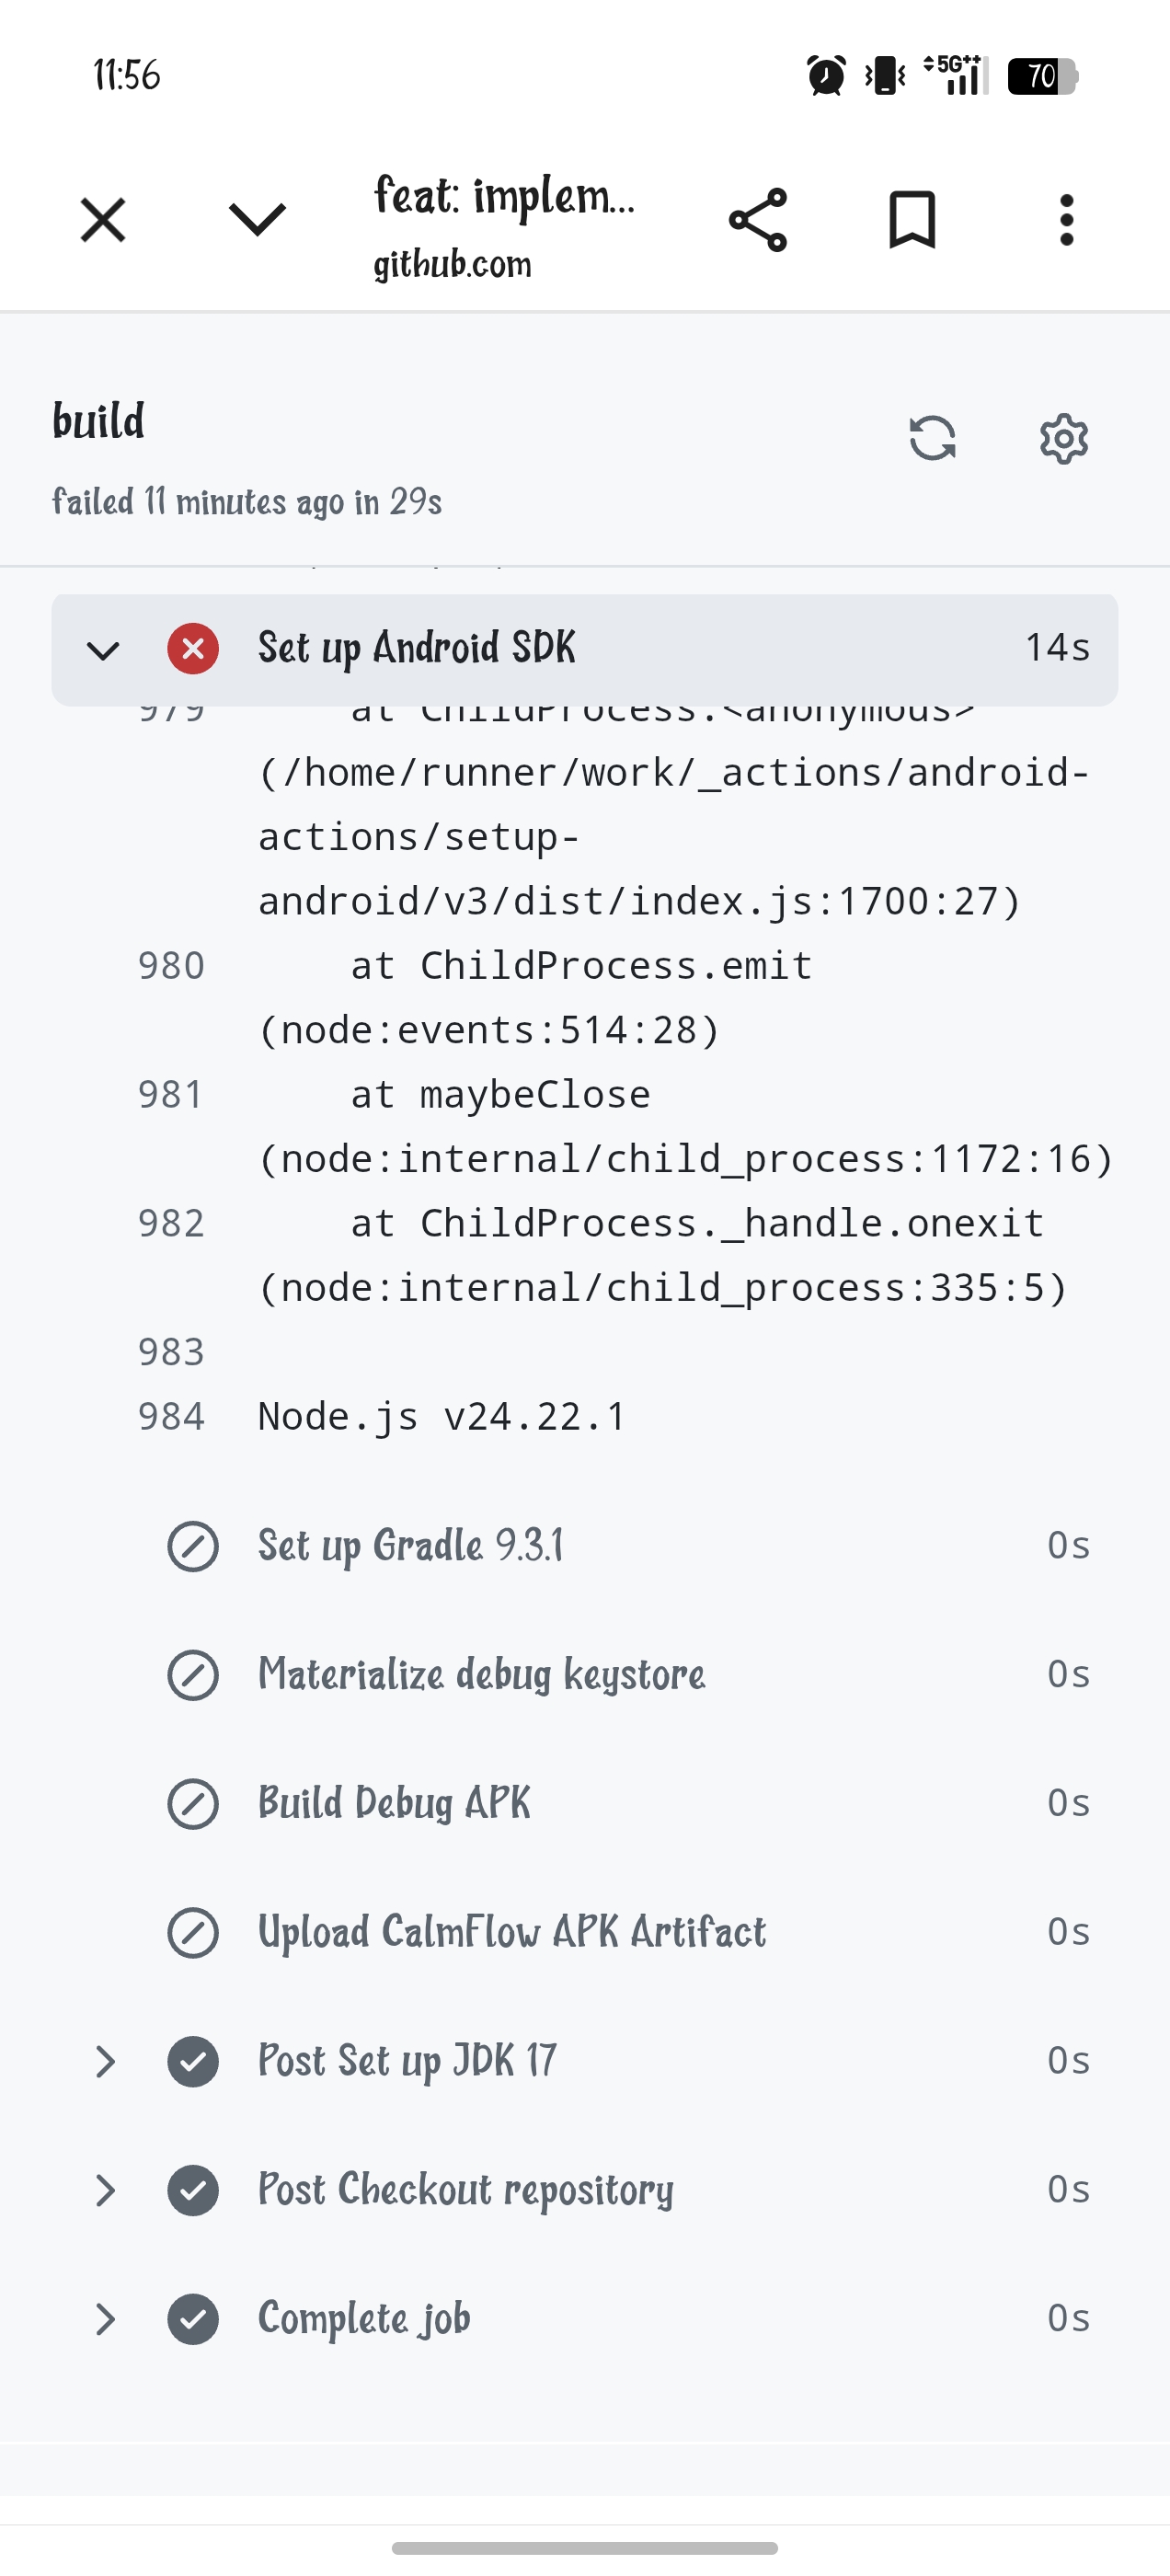 11:56
5G++
70
feat: implem...
github.com
build
failed 11 minutes ago in 29s
Set up Android SDK 14s
979 at ChildProcess.<anonymous>
(/home/runner/work/_actions/android-
actions/setup-
android/v3/dist/index.js:1700:27)
980 at ChildProcess.emit
(node:events:514:28)
981 at maybeClose
(node:internal/child_process:1172:16)
982 at ChildProcess._handle.onexit
(node:internal/child_process:335:5)
983
984 Node.js v24.22.1
Set up Gradle 9.3.1 0s
Materialize debug keystore 0s
Build Debug APK 0s
Upload CalmFlow APK Artifact 0s
Post Set up JDK 17 0s
Post Checkout repository 0s
Complete job 0s